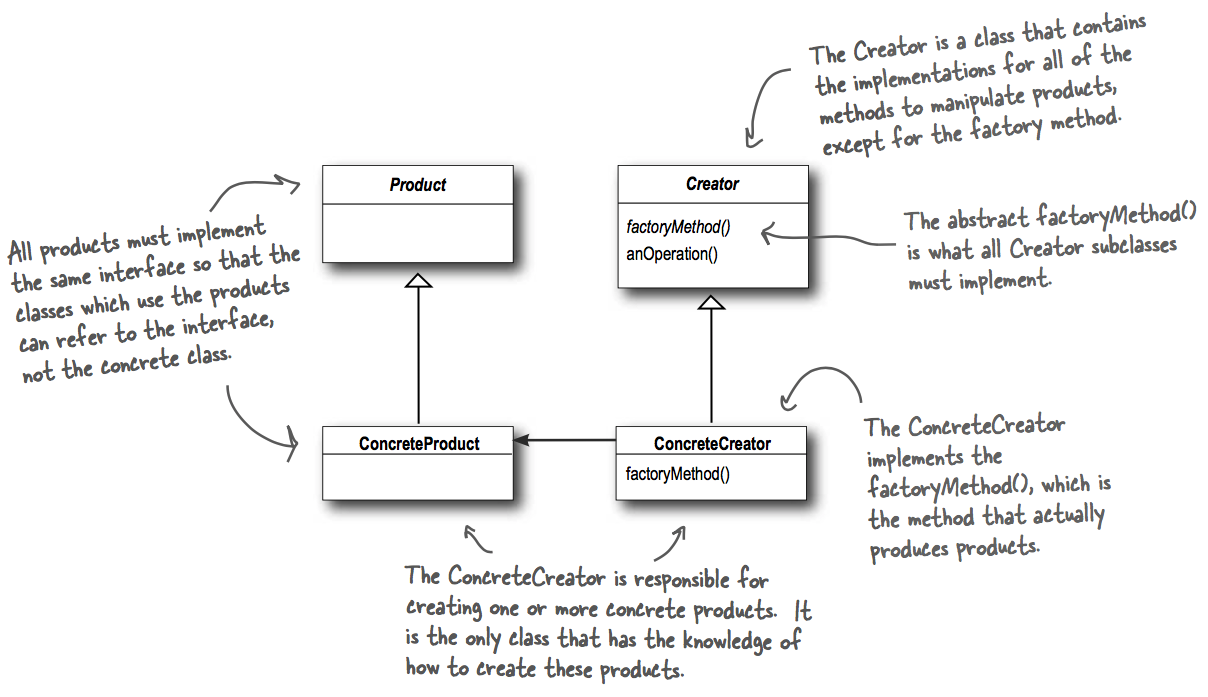 The Creator is a class that contains
the implementations for all of the
methods to manipulate products,
except for the factory method.
Product
Creator
factoryMethod()
anOperation()
The abstract factoryMethod()
is what all Creator subclasses
must implement.
All products must implement
the same interface so that the
classes which use the products
can refer to the interface,
not the concrete class.
ConcreteProduct
ConcreteCreator
factoryMethod()
The ConcreteCreator
implements the
factoryMethod(), which is
the method that actually
produces products.
The ConcreteCreator is responsible for
creating one or more concrete products. It
is the only class that has the knowledge of
how to create these products.